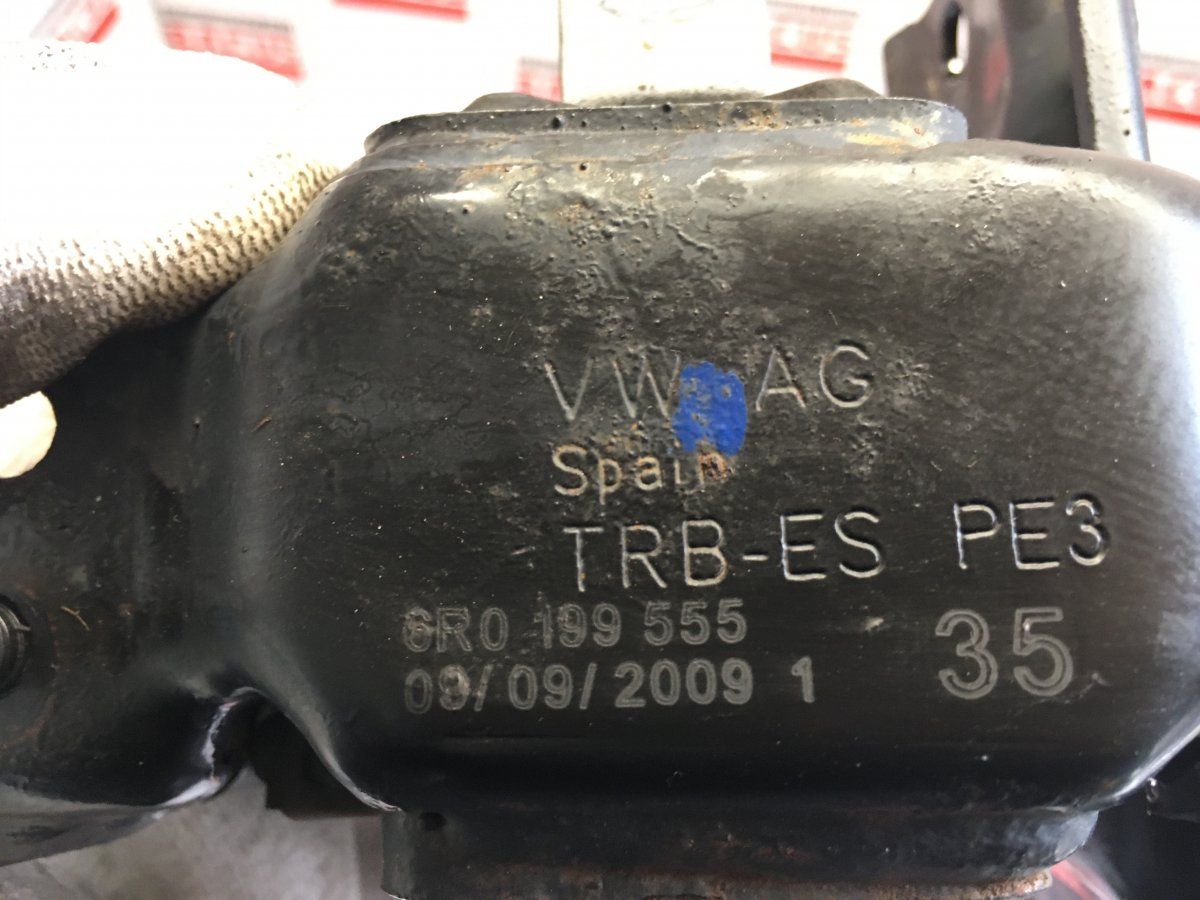 VW AG
Spain
TRB-ES PE3
6R0 199 555
09/09/2009 1
35